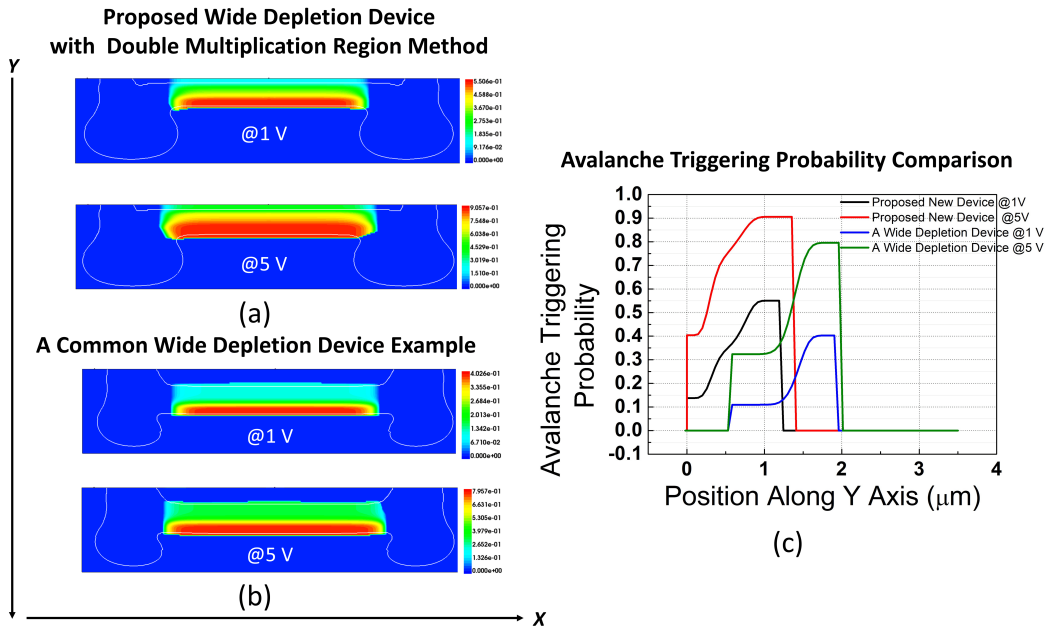 Proposed Wide Depletion Device
with Double Multiplication Region Method
Y
5.506e-01
4.588e-01
3.670e-01
2.753e-01
1.835e-01
9.176e-02
0.000e+00
@1 V
9.057e-01
7.548e-01
6.038e-01
4.529e-01
3.019e-01
1.510e-01
0.000e+00
@5 V
(a)
A Common Wide Depletion Device Example
4.026e-01
3.355e-01
2.684e-01
2.013e-01
1.342e-01
6.710e-02
0.000e+00
@1 V
7.957e-01
6.631e-01
5.305e-01
3.979e-01
2.652e-01
1.326e-01
0.000e+00
@5 V
(b)
X
Avalanche Triggering Probability Comparison
Proposed New Device @1V
Proposed New Device @5V
A Wide Depletion Device @1 V
A Wide Depletion Device @5 V
Avalanche Triggering
Probability
1.0
0.9
0.8
0.7
0.6
0.5
0.4
0.3
0.2
0.1
0.0
-0.1
0 1 2 3 4
Position Along Y Axis (μm)
(c)